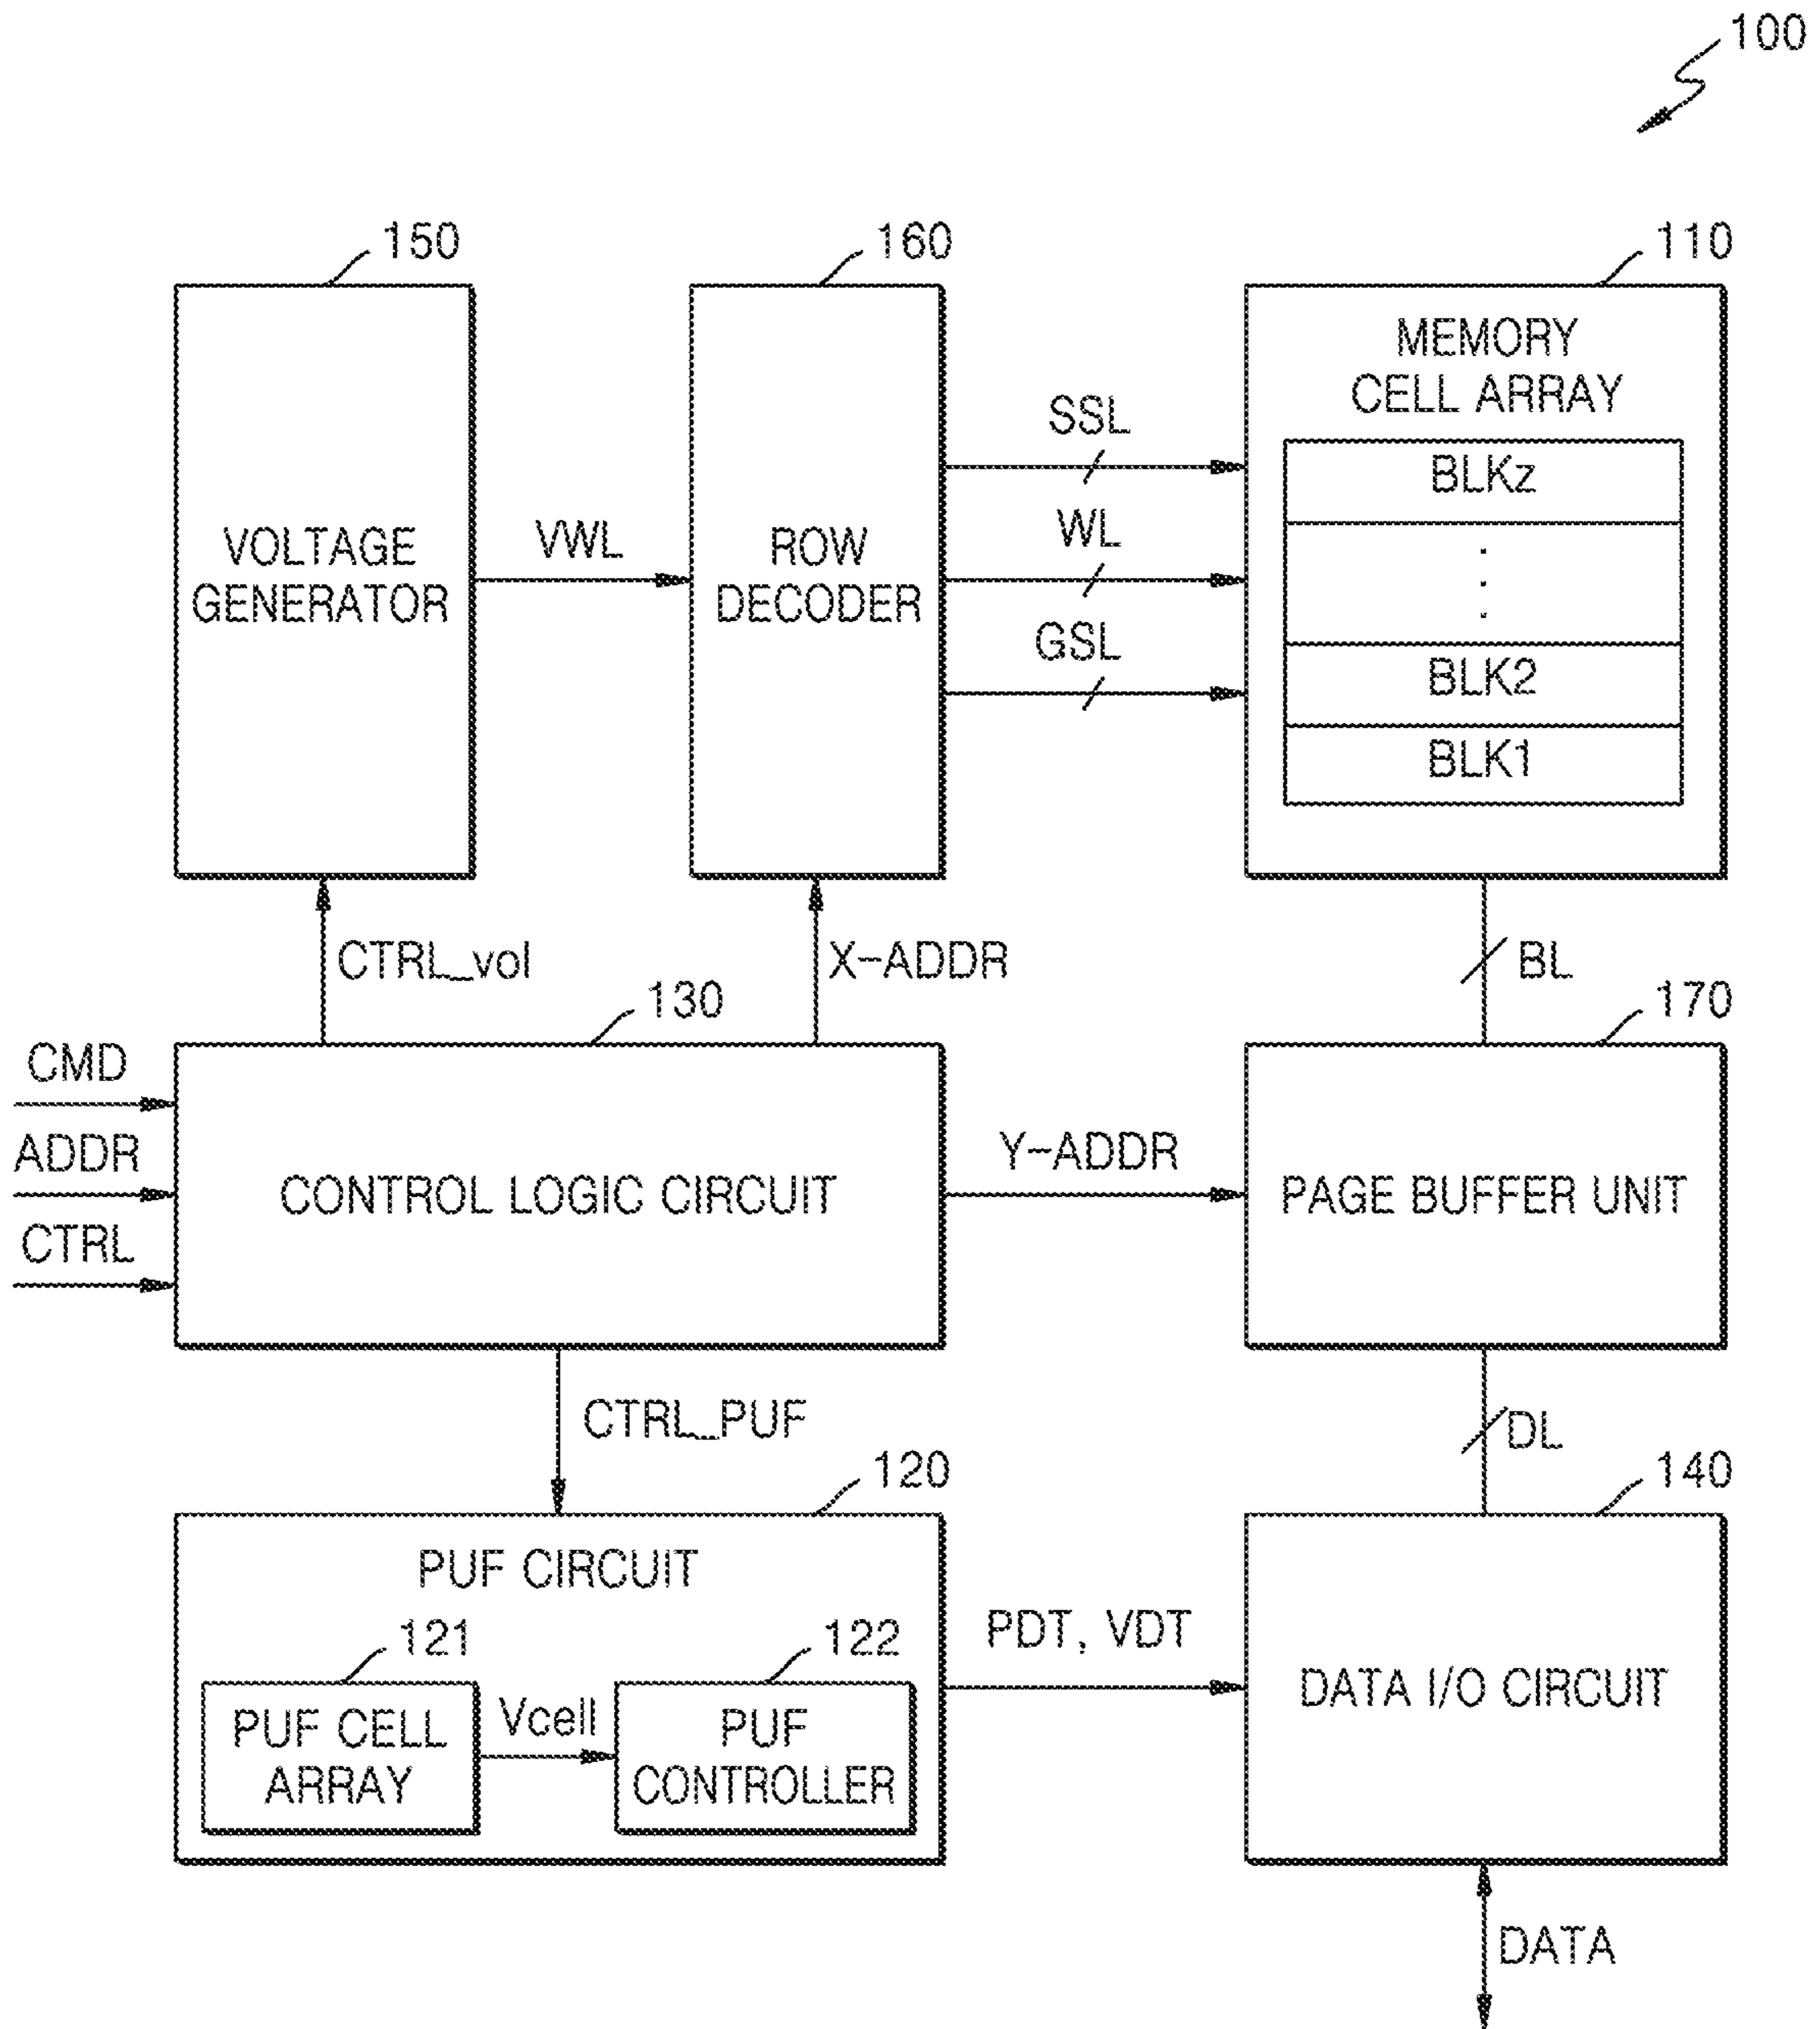 100
150
160
110
VOLTAGE
GENERATOR
VWL
ROW
DECODER
SSL
WL
GSL
MEMORY
CELL ARRAY
BLKz
BLK2
BLK1
CTRL_vol
X-ADDR
BL
130
170
CMD
ADDR
CTRL
CONTROL LOGIC CIRCUIT
Y-ADDR
PAGE BUFFER UNIT
CTRL_PUF
DL
120
140
PUF CIRCUIT
121
122
PUF CELL
ARRAY
Vcell
PUF
CONTROLLER
PDT, VDT
DATA I/O CIRCUIT
DATA